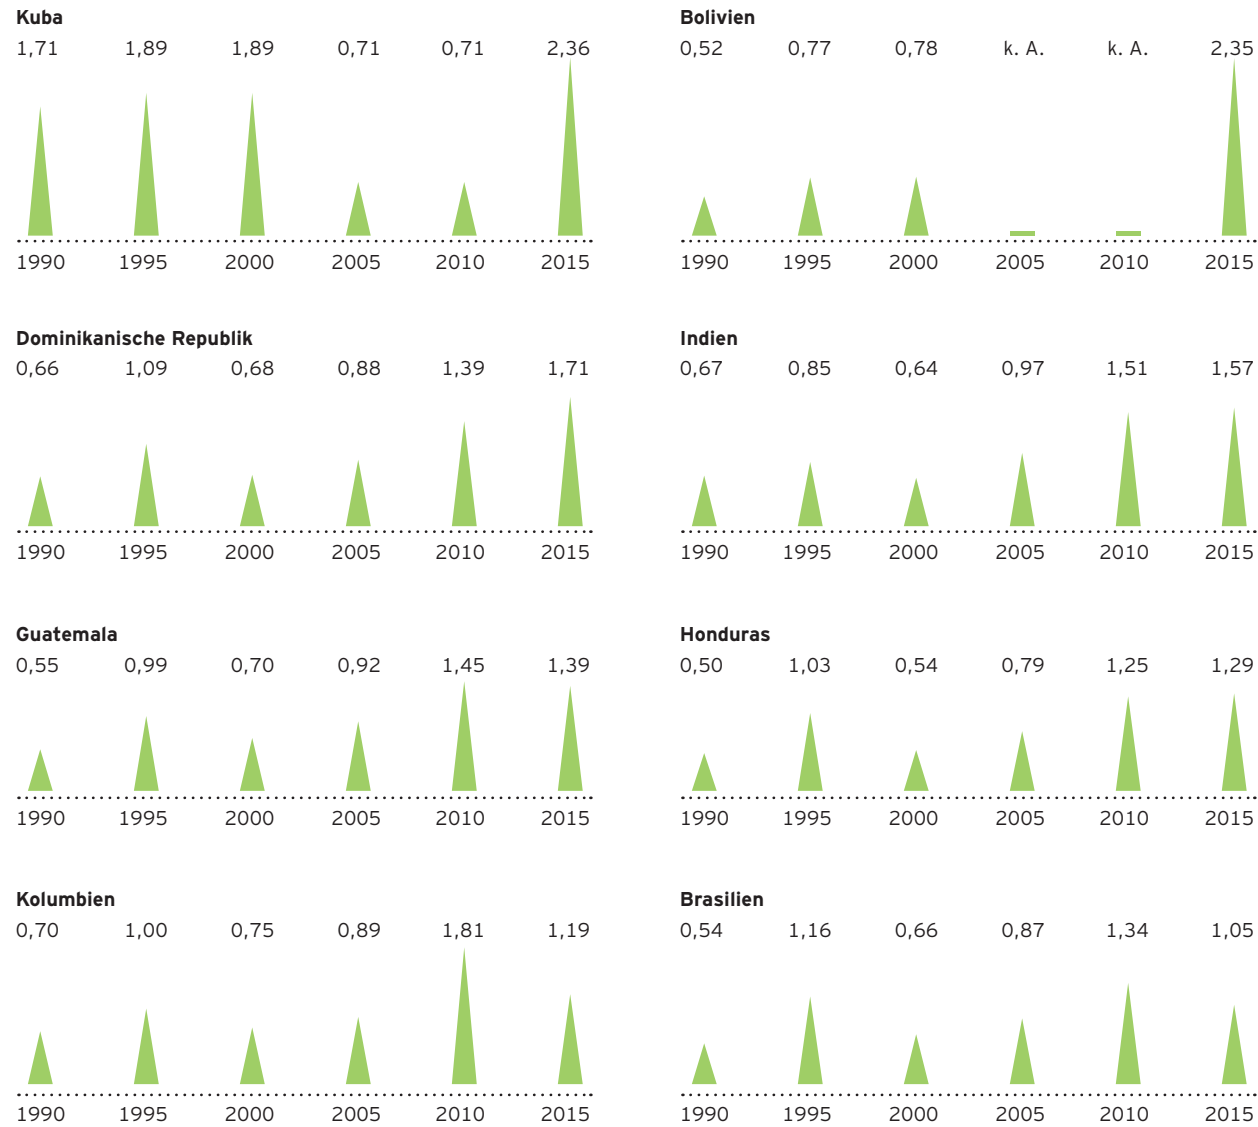 Kuba
1,71 1,89 1,89 0,71 0,71 2,36
1990 1995 2000 2005 2010 2015
Bolivien
0,52 0,77 0,78 k. A. k. A. 2,35
1990 1995 2000 2005 2010 2015
Dominikanische Republik
0,66 1,09 0,68 0,88 1,39 1,71
1990 1995 2000 2005 2010 2015
Indien
0,67 0,85 0,64 0,97 1,51 1,57
1990 1995 2000 2005 2010 2015
Guatemala
0,55 0,99 0,70 0,92 1,45 1,39
1990 1995 2000 2005 2010 2015
Honduras
0,50 1,03 0,54 0,79 1,25 1,29
1990 1995 2000 2005 2010 2015
Kolumbien
0,70 1,00 0,75 0,89 1,81 1,19
1990 1995 2000 2005 2010 2015
Brasilien
0,54 1,16 0,66 0,87 1,34 1,05
1990 1995 2000 2005 2010 2015